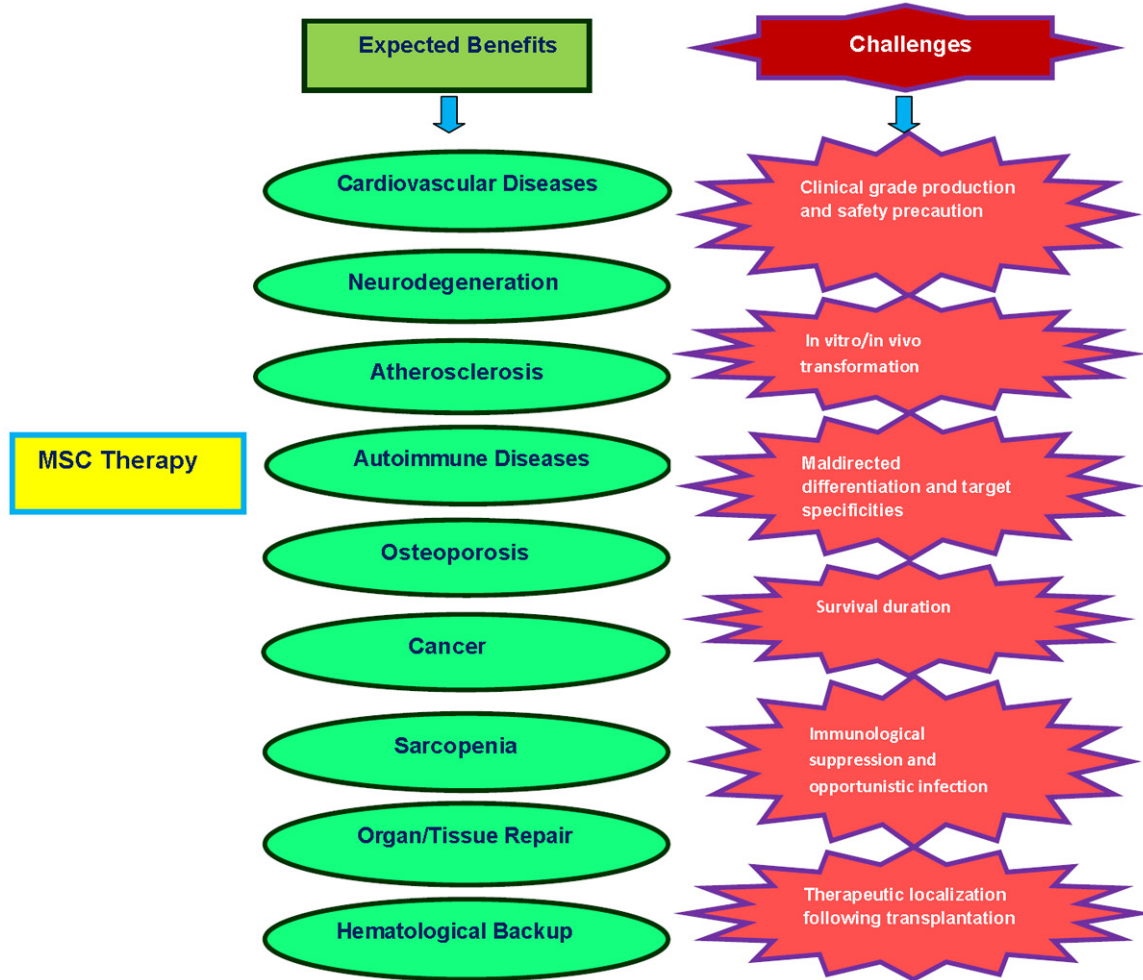 Expected Benefits
Challenges
Cardiovascular Diseases
Neurodegeneration
Atherosclerosis
MSC Therapy
Autoimmune Diseases
Osteoporosis
Cancer
Sarcopenia
Organ/Tissue Repair
Hematological Backup
Clinical grade production
and safety precaution
In vitro/in vivo
transformation
Maldirected
differentiation and target
specificities
Survival duration
Immunological
suppression and
opportunistic infection
Therapeutic localization
following transplantation